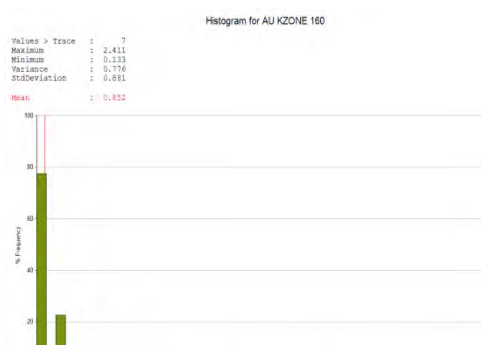 Histogram for AU KZONE 160
Values > Trace : 7
Maximum : 2.411
Minimum : 0.133
Variance : 0.776
StdDeviation : 0.881
Mean : 0.852
100
80
60
% Frequency
40
20